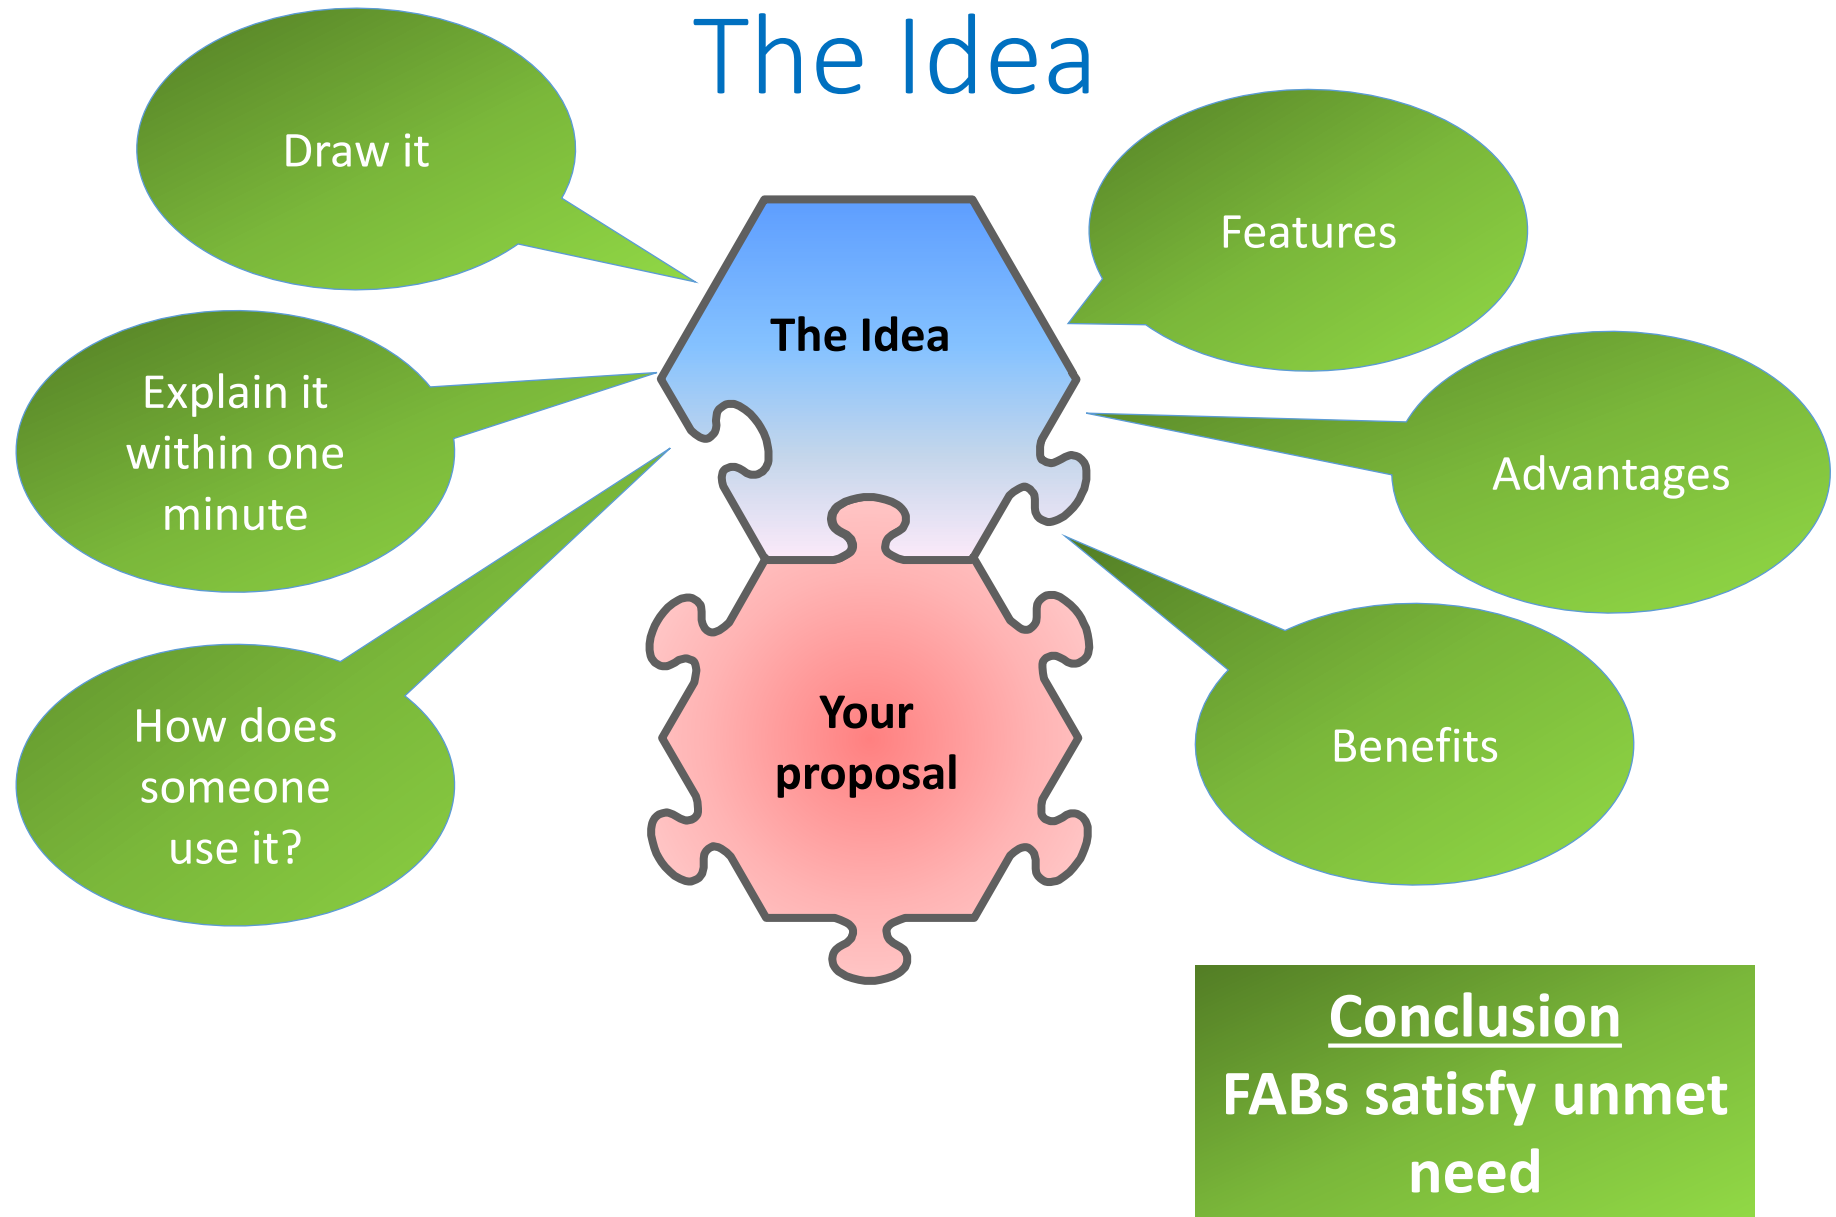 The Idea
Draw it
Features
The Idea
Explain it
within one
minute
Advantages
How does
someone
use it?
Your
proposal
Benefits
Conclusion
FABs satisfy unmet
need